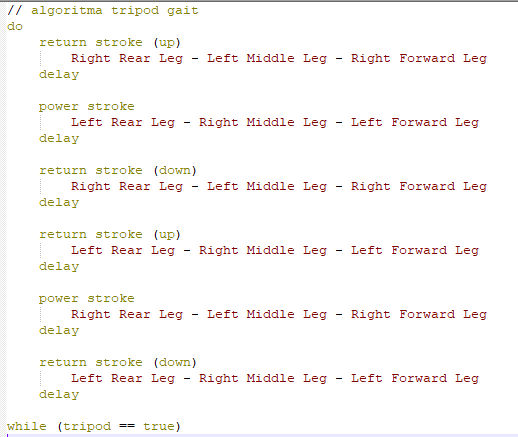 // algoritma tripod gait
do
return stroke (up)
Right Rear Leg - Left Middle Leg - Right Forward Leg
delay
power stroke
Left Rear Leg - Right Middle Leg - Left Forward Leg
delay
return stroke (down)
Right Rear Leg - Left Middle Leg - Right Forward Leg
delay
return stroke (up)
Left Rear Leg - Right Middle Leg - Left Forward Leg
delay
power stroke
Right Rear Leg - Left Middle Leg - Right Forward Leg
delay
return stroke (down)
Left Rear Leg - Right Middle Leg - Left Forward Leg
delay
while (tripod == true)